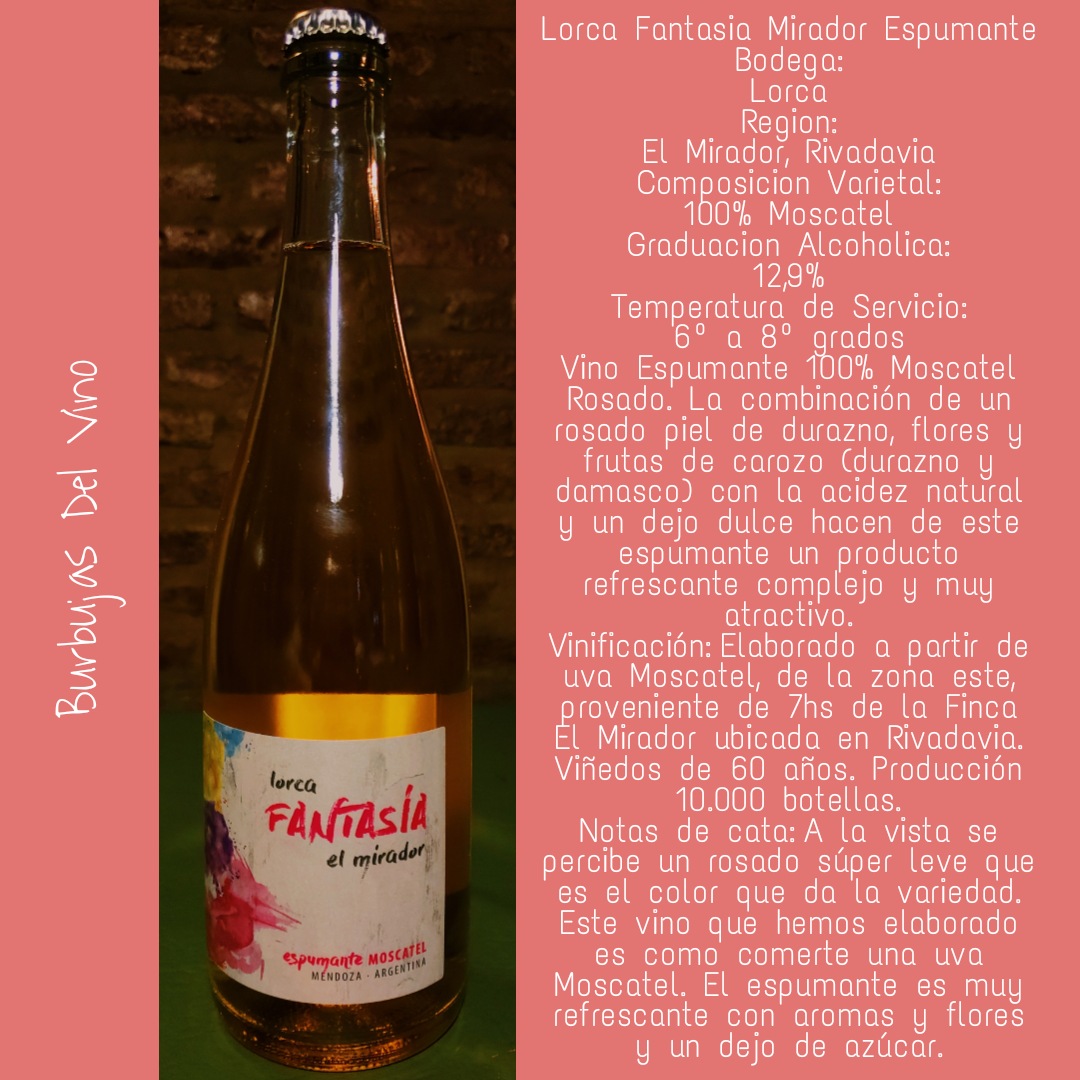 Burbujas Del Vino
lorca
FANTASÍA
el mirador
espumante MOSCATEL
MENDOZA · ARGENTINA
Lorca Fantasia Mirador Espumante
Bodega:
Lorca
Region:
El Mirador, Rivadavia
Composicion Varietal:
100% Moscatel
Graduacion Alcoholica:
12,9%
Temperatura de Servicio:
6º a 8º grados
Vino Espumante 100% Moscatel
Rosado. La combinación de un
rosado piel de durazno, flores y
frutas de carozo (durazno y
damasco) con la acidez natural
y un dejo dulce hacen de este
espumante un producto
refrescante complejo y muy
atractivo.
Vinificación: Elaborado a partir de
uva Moscatel, de la zona este,
proveniente de 7hs de la Finca
El Mirador ubicada en Rivadavia.
Viñedos de 60 años. Producción
10.000 botellas.
Notas de cata: A la vista se
percibe un rosado súper leve que
es el color que da la variedad.
Este vino que hemos elaborado
es como comerte una uva
Moscatel. El espumante es muy
refrescante con aromas y flores
y un dejo de azúcar.